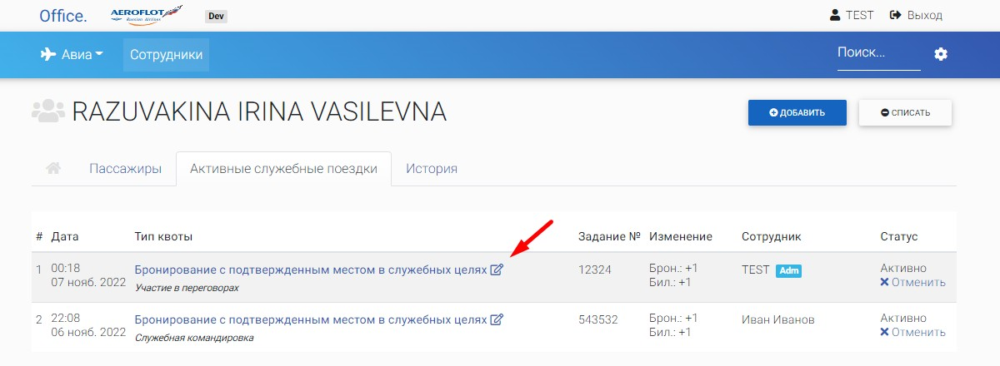 Office. AEROFLOT Dev TEST Выход
Russian Airlines
Авиа Сотрудники Поиск...
RAZUVAKINA IRINA VASILEVNA ДОБАВИТЬ СПИСАТЬ
Пассажиры Активные служебные поездки История
# Дата Тип квоты Задание № Изменение Сотрудник Статус
1 00:18 Бронирование с подтвержденным местом в служебных целях 12324 Брон.: +1 TEST Adm Активно
07 нояб. 2022 Участие в переговорах Бил.: +1 Отменить
2 22:08 Бронирование с подтвержденным местом в служебных целях 543532 Брон.: +1 Иван Иванов Активно
06 нояб. 2022 Служебная командировка Бил.: +1 Отменить